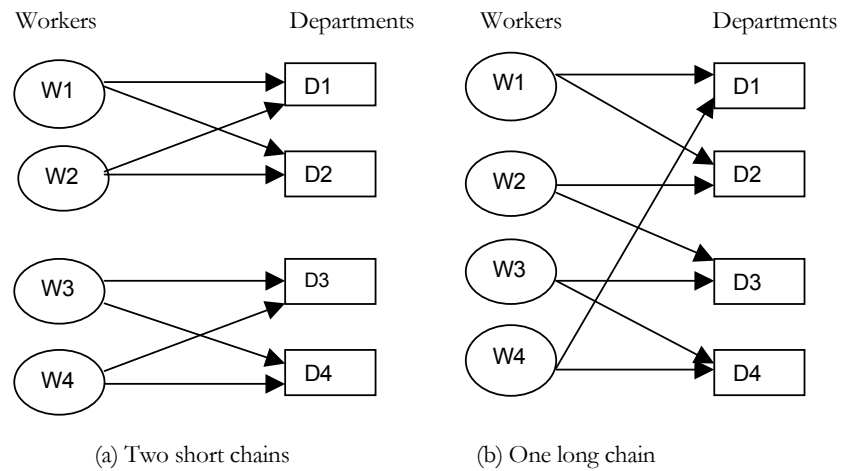 Workers Departments
W1 D1
W2 D2
W3 D3
W4 D4
(a) Two short chains
Workers Departments
W1 D1
W2 D2
W3 D3
W4 D4
(b) One long chain